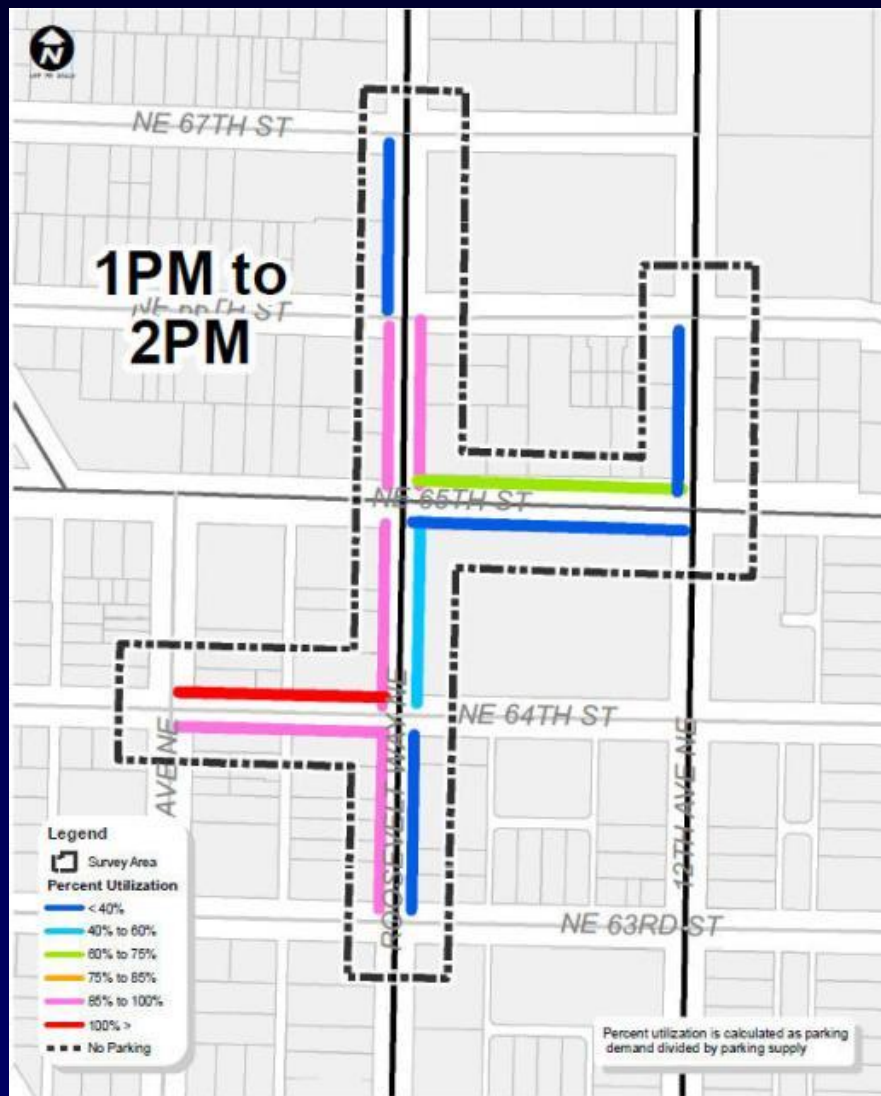 N
NE 67TH ST
1PM to
2PM
NE 65TH ST
NE 64TH ST
AVE NE
ROOSEVELT WAY NE
12TH AVE NE
NE 63RD ST
Legend
Survey Area
Percent Utilization
< 40%
40% to 60%
60% to 75%
75% to 85%
85% to 100%
100% >
No Parking
Percent utilization is calculated as parking
demand divided by parking supply